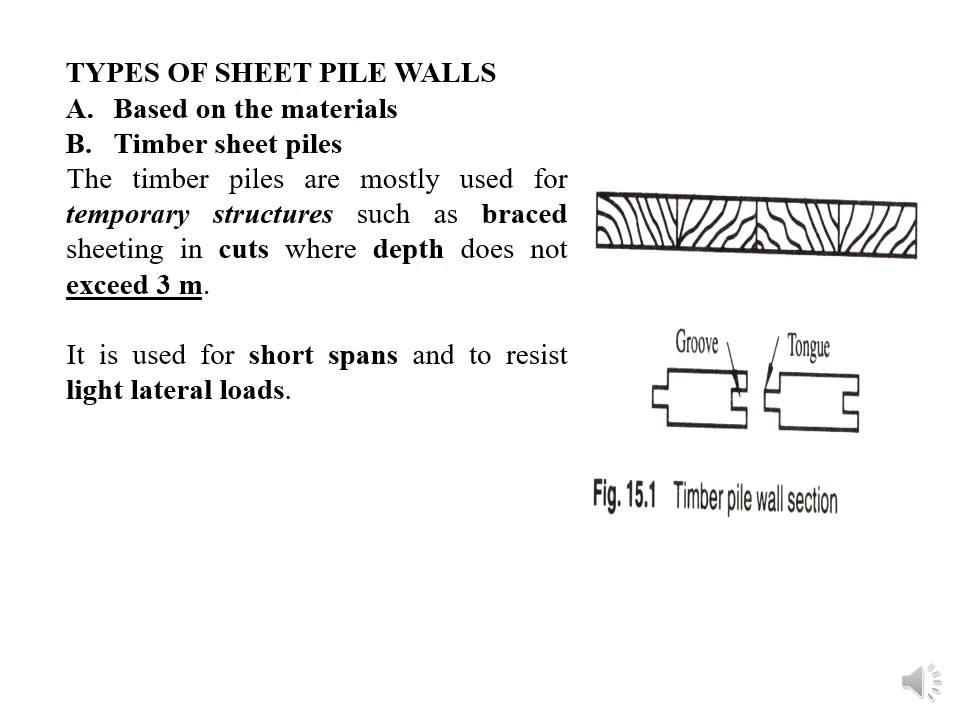 TYPES OF SHEET PILE WALLS
A. Based on the materials
B. Timber sheet piles
The timber piles are mostly used for
temporary structures such as braced
sheeting in cuts where depth does not
exceed 3 m.
It is used for short spans and to resist
light lateral loads.
Groove Tongue
Fig. 15.1 Timber pile wall section